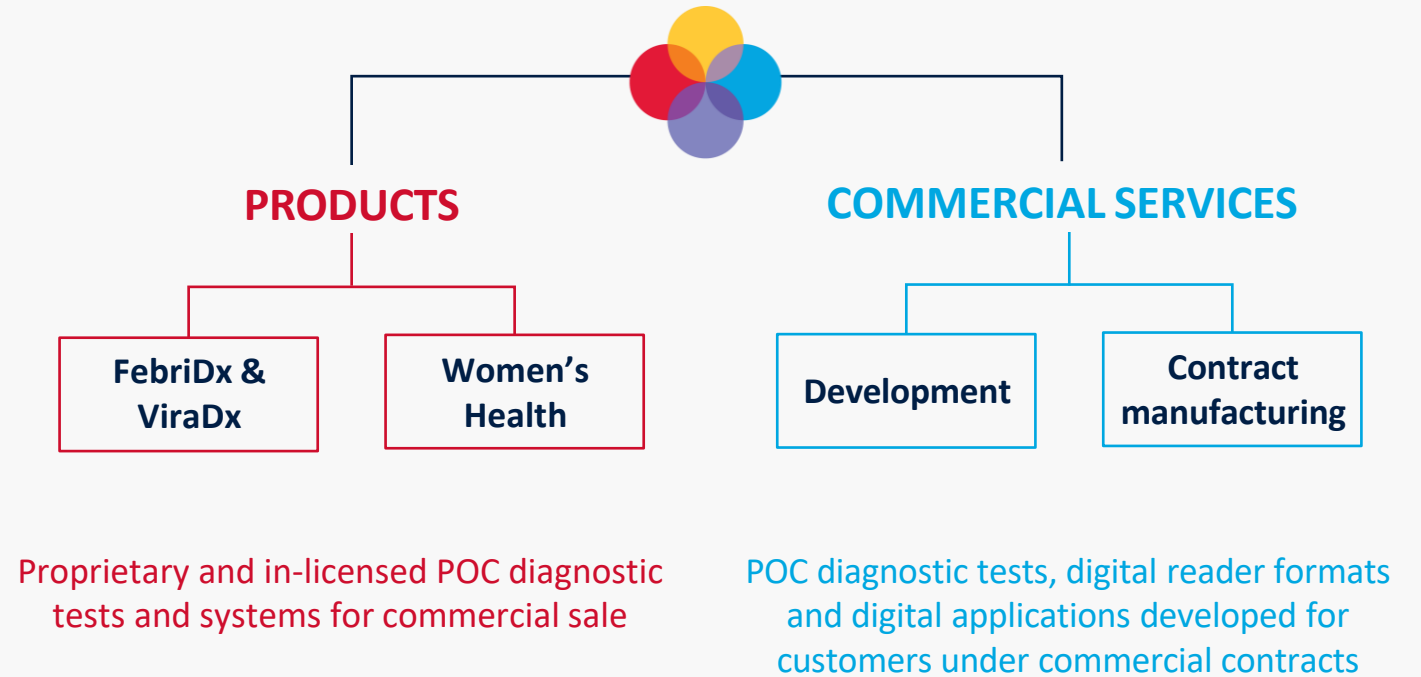 PRODUCTS
COMMERCIAL SERVICES
FebriDx &
ViraDx
Women's
Health
Development
Contract
manufacturing
Proprietary and in-licensed POC diagnostic
tests and systems for commercial sale
POC diagnostic tests, digital reader formats
and digital applications developed for
customers under commercial contracts